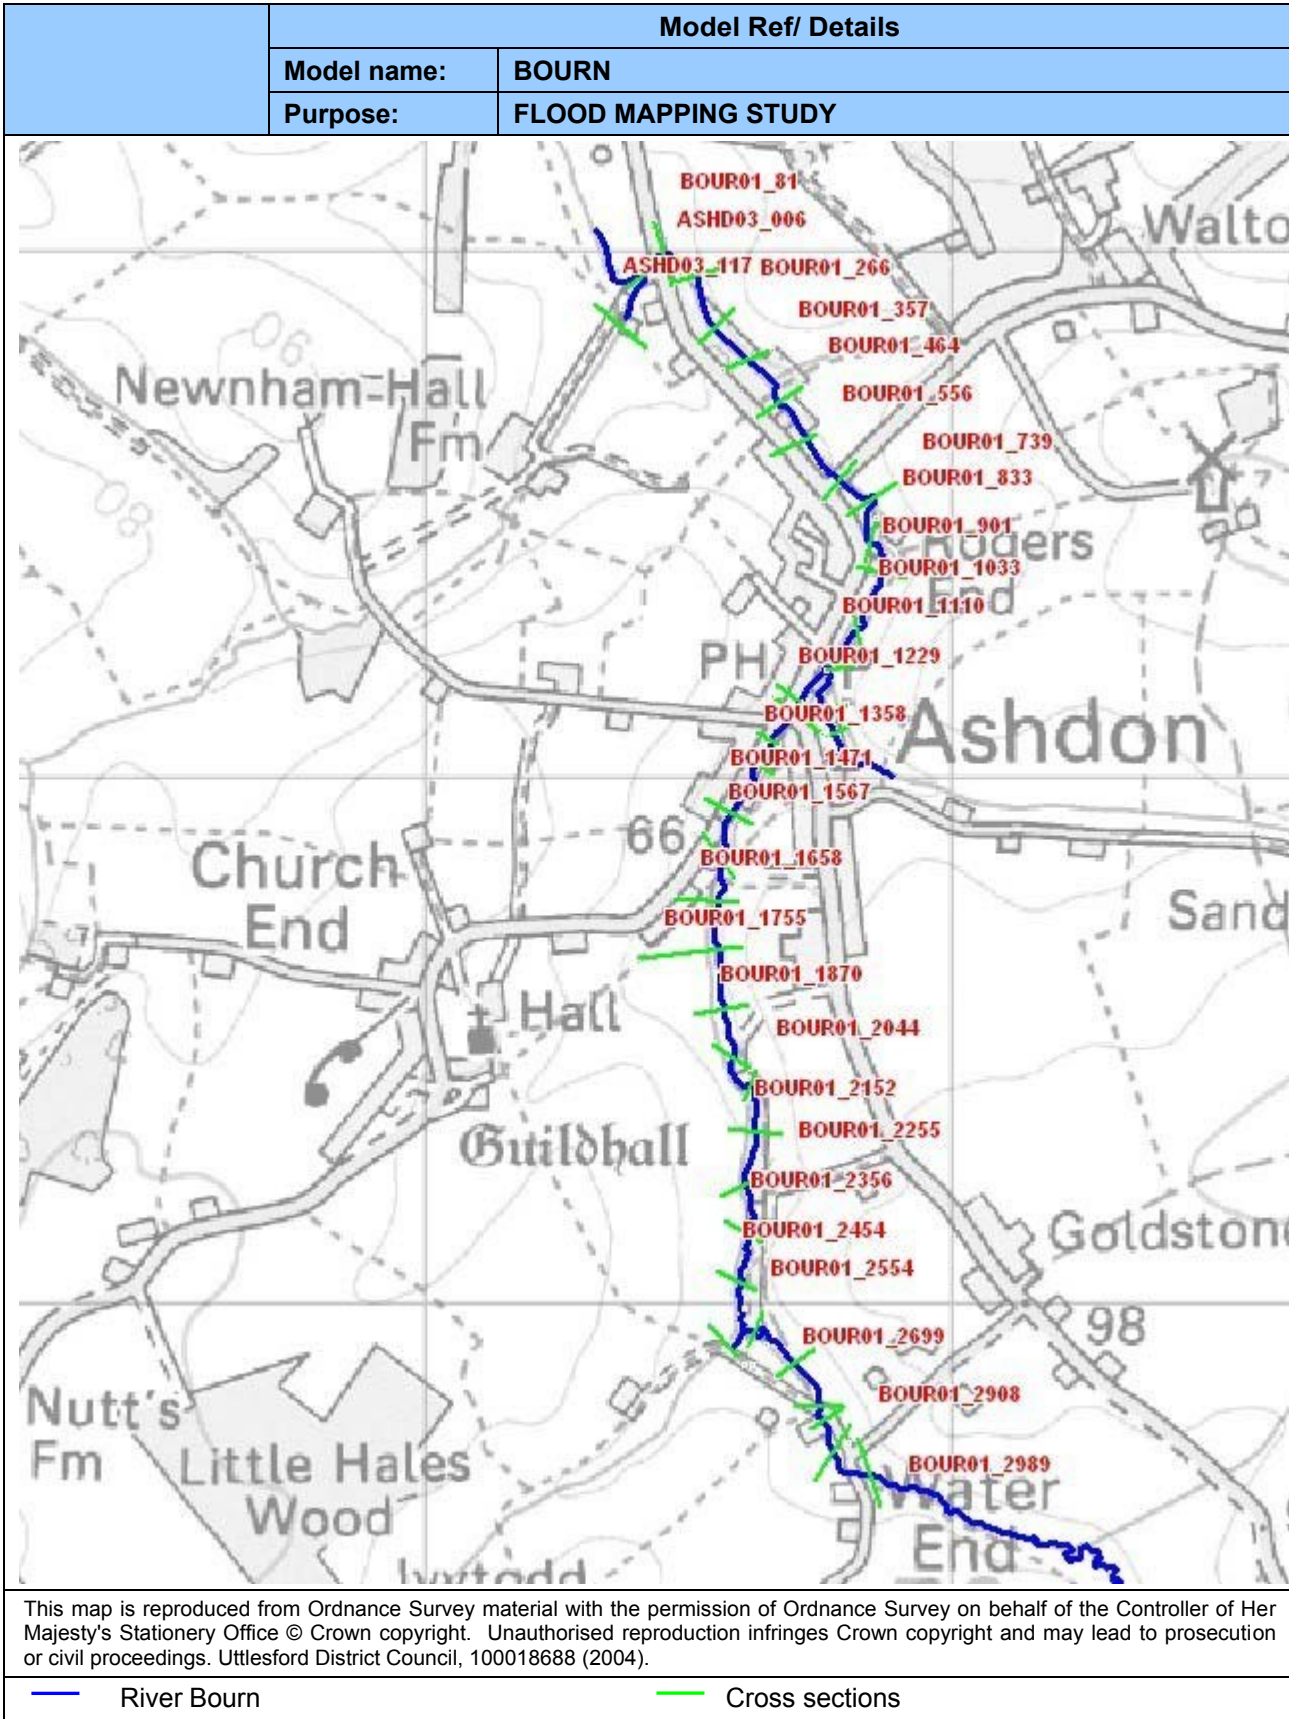 Model Ref/ Details
Model name: BOURN
Purpose: FLOOD MAPPING STUDY
BOUR01_81
ASHD03_006
Walto
ASHD03_117 BOUR01_266
BOUR01_357
BOUR01_464
Newnham-Hall
Fm
BOUR01_556
BOUR01_739
BOUR01_833
BOUR01_901
Rogers
End
BOUR01_1033
BOUR01_1110
PH
BOUR01_1229
BOUR01_1358
Ashdon
BOUR01_1471
BOUR01_1567
66
BOUR01_1658
Church
End
BOUR01_1755
Sand
BOUR01_1870
Hall
BOUR01_2044
BOUR01_2152
Guildhall
BOUR01_2255
BOUR01_2356
BOUR01_2454
Goldstone
BOUR01_2554
98
BOUR01_2699
BOUR01_2908
Nutt's
Fm
Little Hales
Wood
BOUR01_2989
Water
End
This map is reproduced from Ordnance Survey material with the permission of Ordnance Survey on behalf of the Controller of Her
Majesty's Stationery Office © Crown copyright. Unauthorised reproduction infringes Crown copyright and may lead to prosecution
or civil proceedings. Uttlesford District Council, 100018688 (2004).
River Bourn
Cross sections